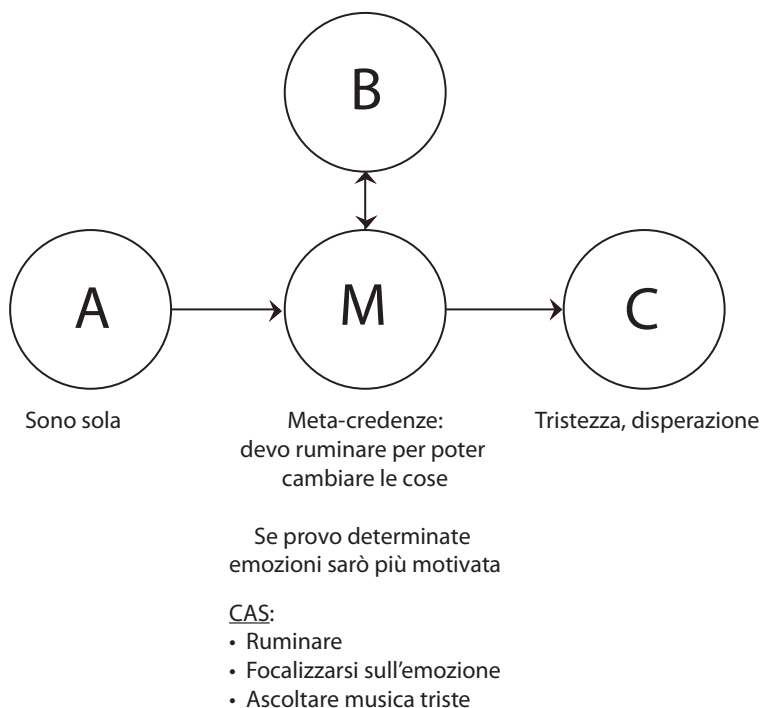 B
A
M
C
Sono sola
Meta-credenze:
devo ruminare per poter
cambiare le cose
Se provo determinate
emozioni sarò più motivata
CAS:
• Ruminare
• Focalizzarsi sull'emozione
• Ascoltare musica triste
Tristezza, disperazione